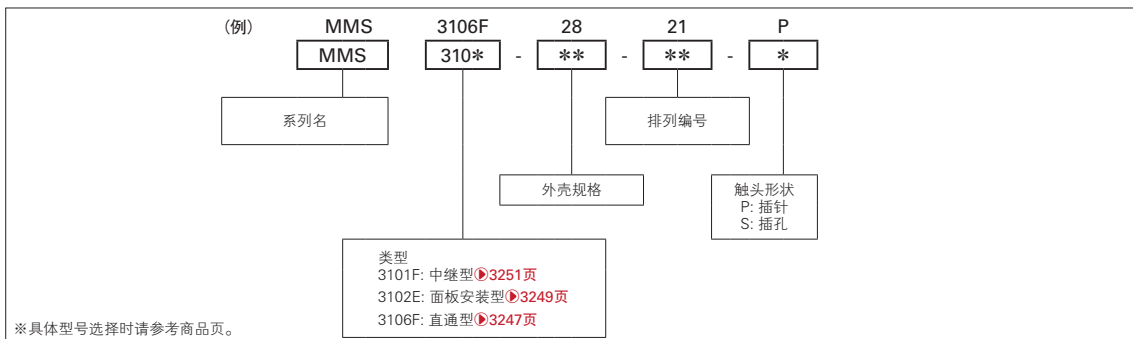 (例) MMS 3106F 28 21 P
MMS 310* - ** - ** - *
系列名
排列编号
外壳规格
触头形状
P: 插针
S: 插孔
类型
3101F: 中继型▶3251页
3102E: 面板安装型▶3249页
3106F: 直通型▶3247页
※具体型号选择时请参考商品页。